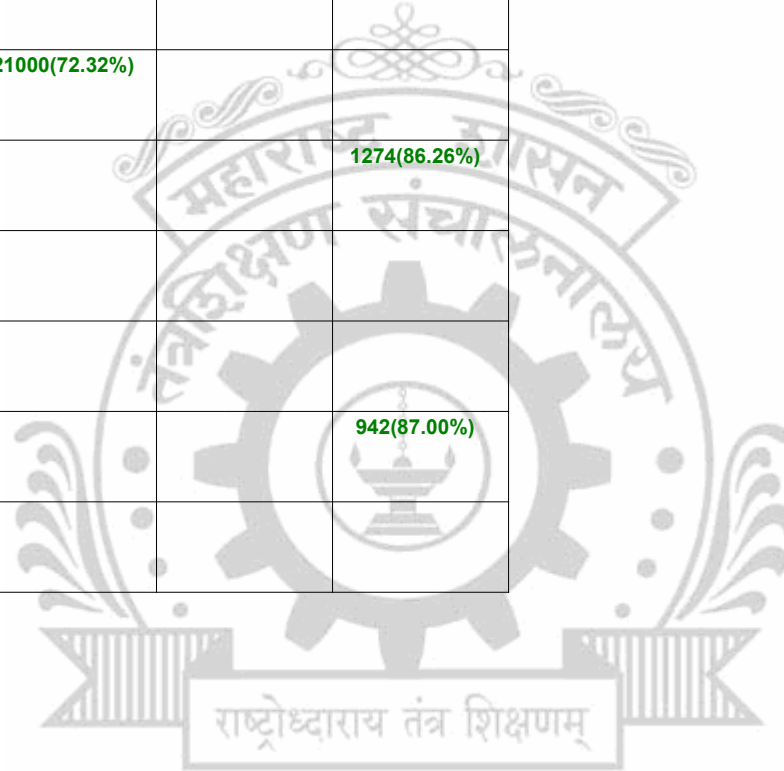 21000(72.32%)
महाराष्ट्र शासन
1274(86.26%)
तंत्रशिक्षण संचालनालय
942(87.00%)
राष्ट्रोध्दाराय तंत्र शिक्षणम्